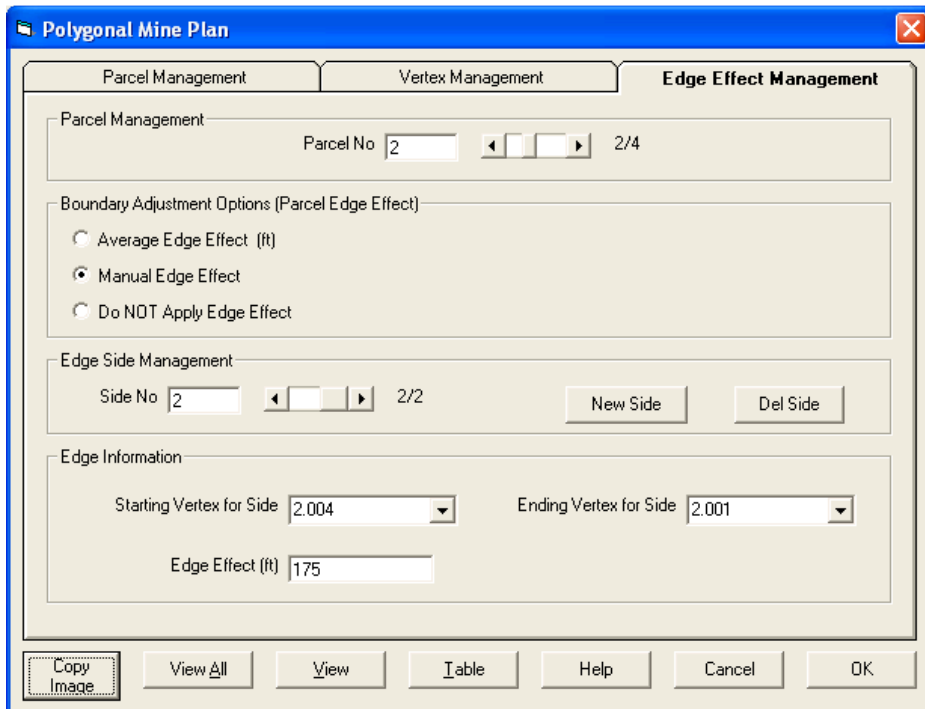 Polygonal Mine Plan
Parcel Management Vertex Management Edge Effect Management
Parcel Management
Parcel No 2 2/4
Boundary Adjustment Options (Parcel Edge Effect)
Average Edge Effect (ft)
Manual Edge Effect
Do NOT Apply Edge Effect
Edge Side Management
Side No 2 2/2 New Side Del Side
Edge Information
Starting Vertex for Side 2.004 Ending Vertex for Side 2.001
Edge Effect (ft) 175
Copy Image View All View Table Help Cancel OK